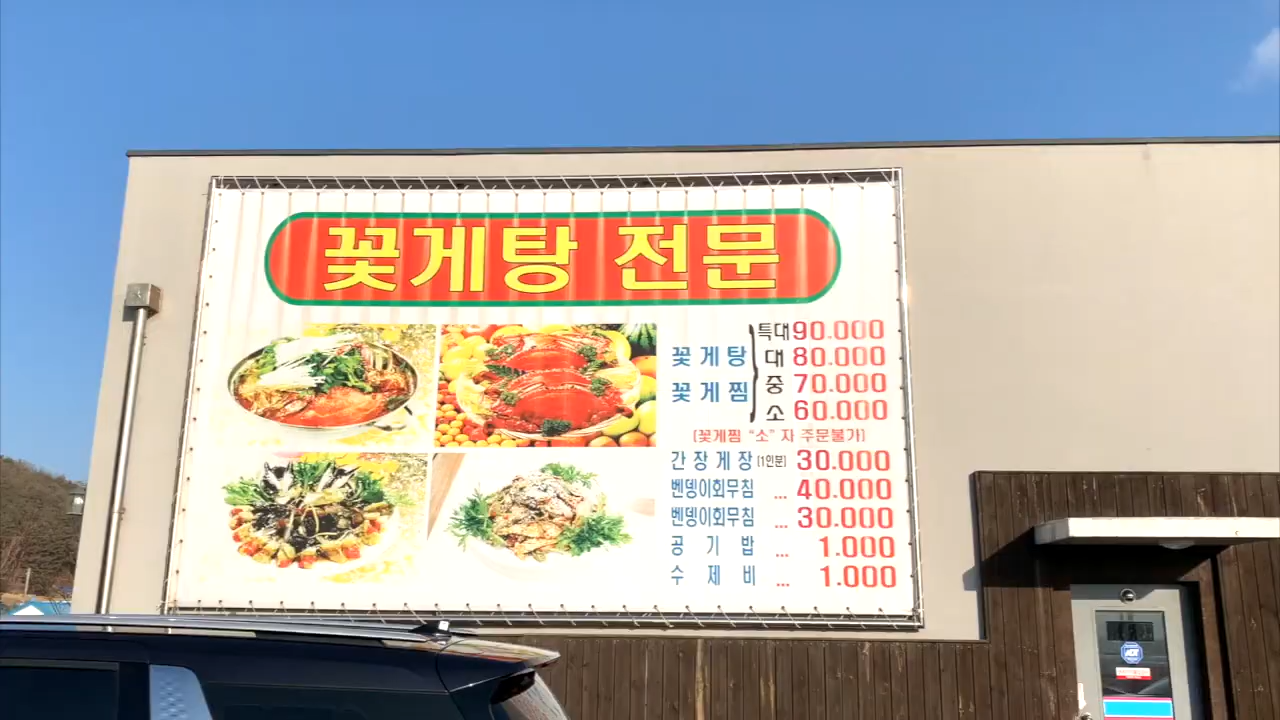 꽃게탕 전문
특대 90.000
꽃게탕 대 80.000
꽃게찜 중 70.000
소 60.000
(꽃게찜 "소" 자 주문불가)
간장게장(1인분) 30.000
벤뎅이회무침 ... 40.000
벤뎅이회무침 ... 30.000
공기밥 ... 1.000
수제비 ... 1.000